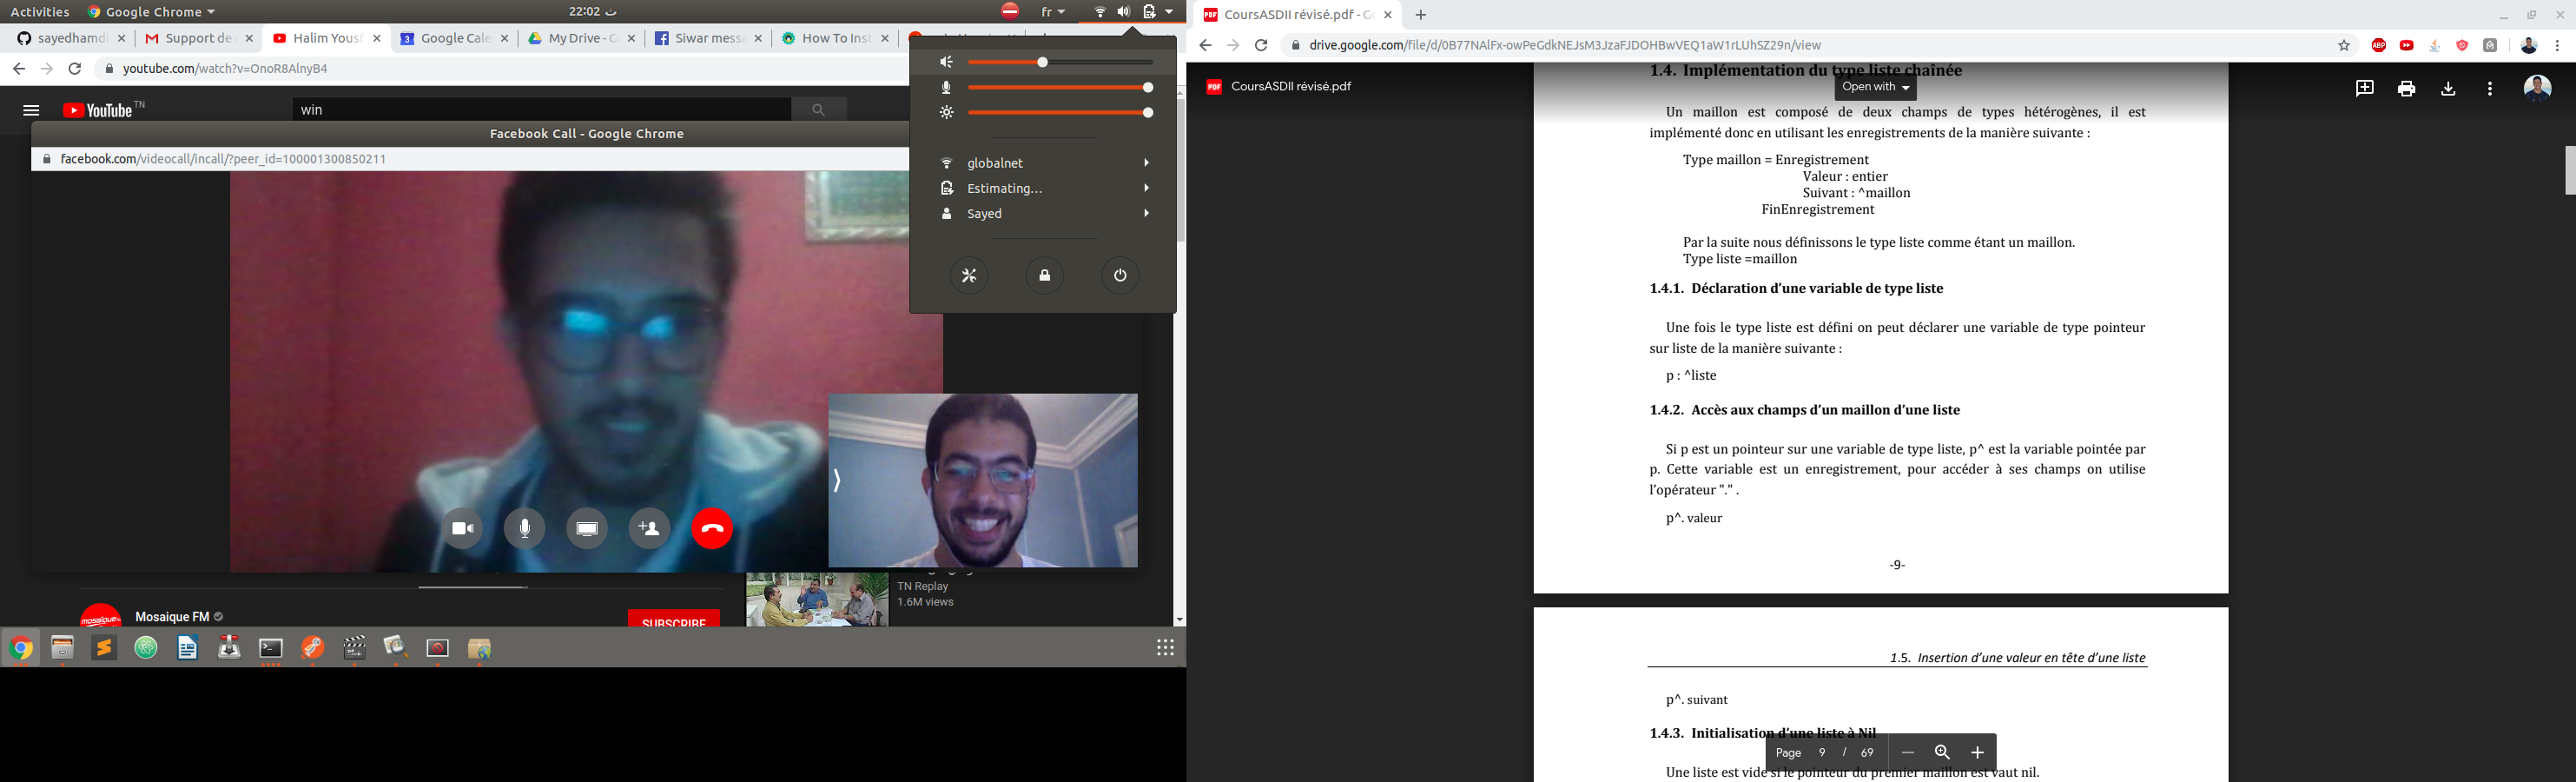 Activities
Google Chrome
22:02 ث
fr
sayedhamdi
Support de
Halim Yousf
Google Cale
My Drive - G
Siwar messa
How To Inst
youtube.com/watch?v=OnoR8AlnyB4
YouTube TN
win
Facebook Call - Google Chrome
facebook.com/videocall/incall/?peer_id=100001300850211
globalnet
Estimating...
Sayed
TN Replay
1.6M views
Mosaique FM
SUBSCRIBE
CoursASDII révisé.pdf - Go
drive.google.com/file/d/0B77NAlFx-owPeGdkNEJsM3JzaFJDOHBwVEQ1aW1rLUhSZ29n/view
ABP
PDF
CoursASDII révisé.pdf
Open with
1.4. Implémentation du type liste chaînée
Un maillon est composé de deux champs de types hétérogènes, il est
implémenté donc en utilisant les enregistrements de la manière suivante :
Type maillon = Enregistrement
Valeur : entier
Suivant : ^maillon
FinEnregistrement
Par la suite nous définissons le type liste comme étant un maillon.
Type liste =maillon
1.4.1. Déclaration d'une variable de type liste
Une fois le type liste est défini on peut déclarer une variable de type pointeur
sur liste de la manière suivante :
p : ^liste
1.4.2. Accès aux champs d'un maillon d'une liste
Si p est un pointeur sur une variable de type liste, p^ est la variable pointée par
p. Cette variable est un enregistrement, pour accéder à ses champs on utilise
l'opérateur "." .
p^. valeur
-9-
1.5. Insertion d'une valeur en tête d'une liste
p^. suivant
1.4.3. Initialisation d'une liste à Nil
Page 9 / 69
Une liste est vide si le pointeur du premier maillon est vaut nil.